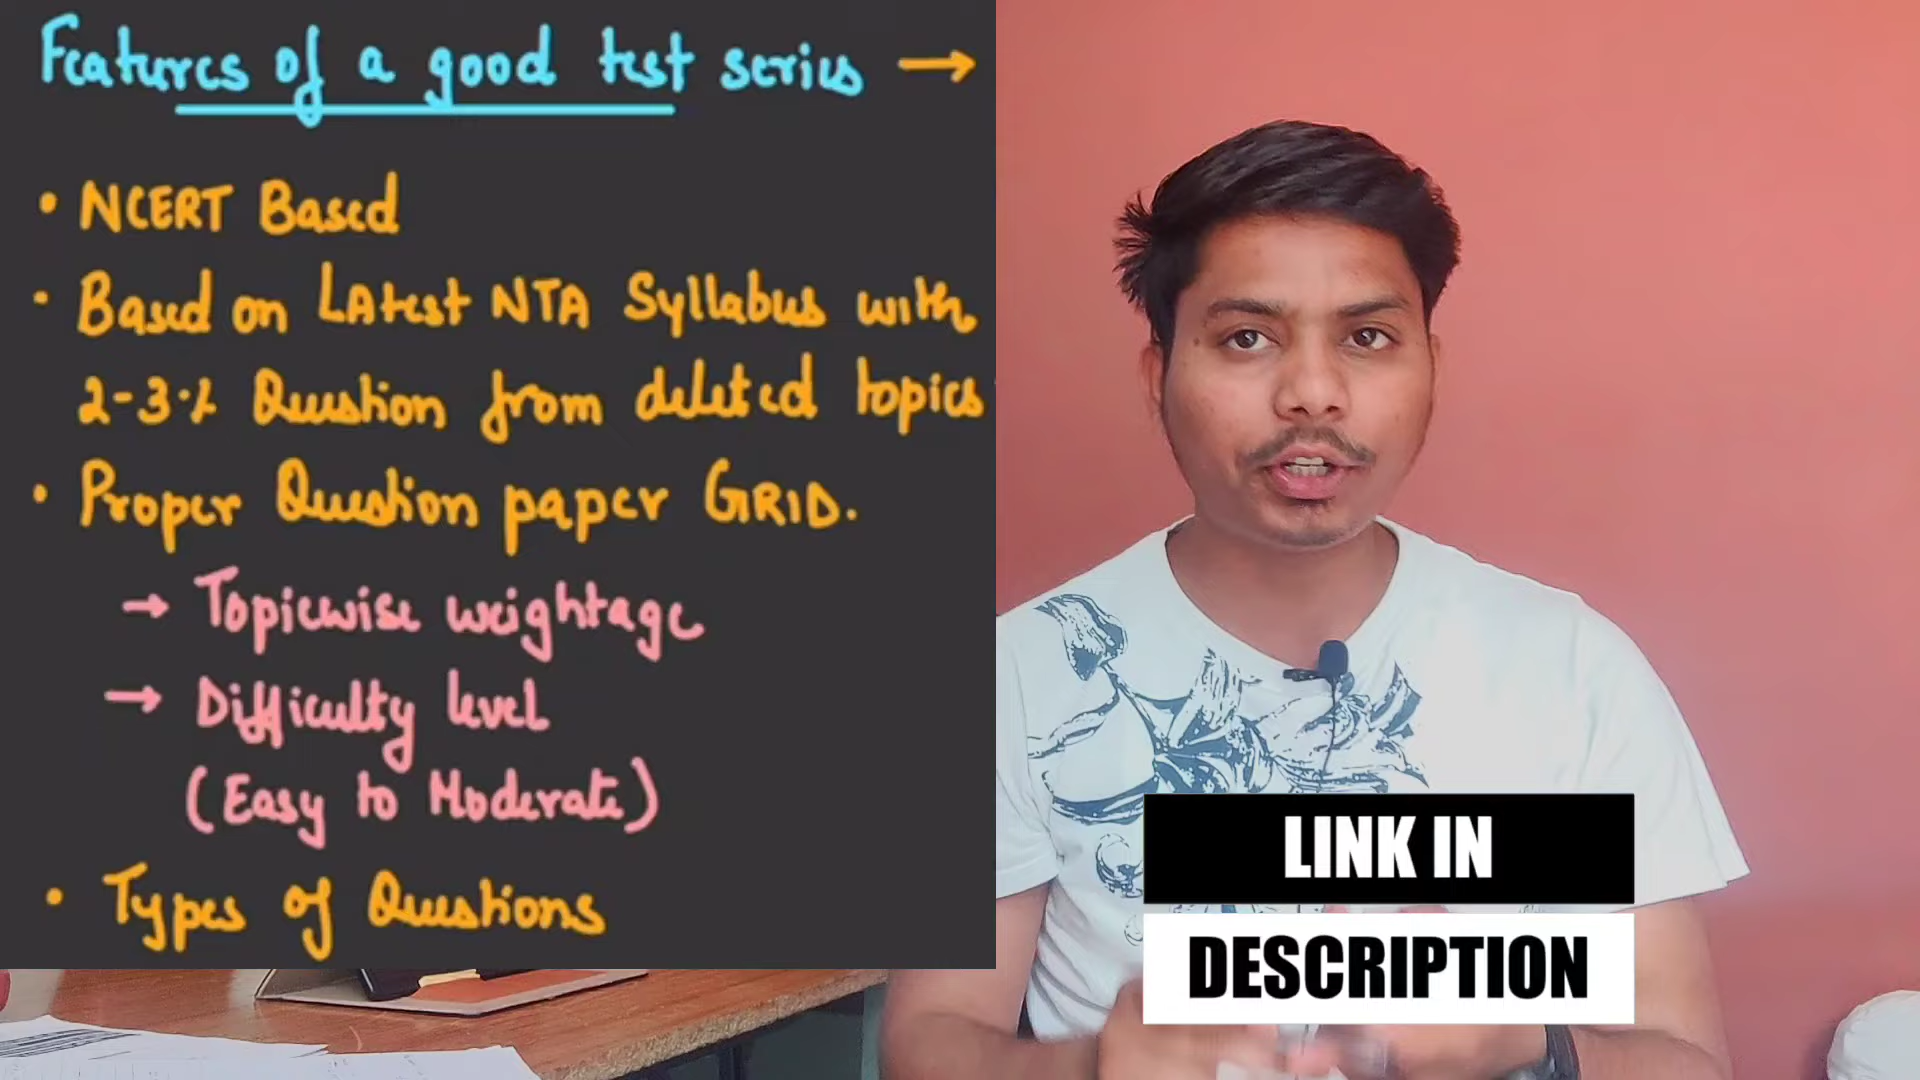 Features of a good test series →
• NCERT Based
• Based on LAtest NTA Syllabus with
2-3% Question from deleted topics
• Proper Question paper GRID.
→ Topicwise weightage
→ Difficulty level
(Easy to Moderate)
• Types of Questions
LINK IN
DESCRIPTION